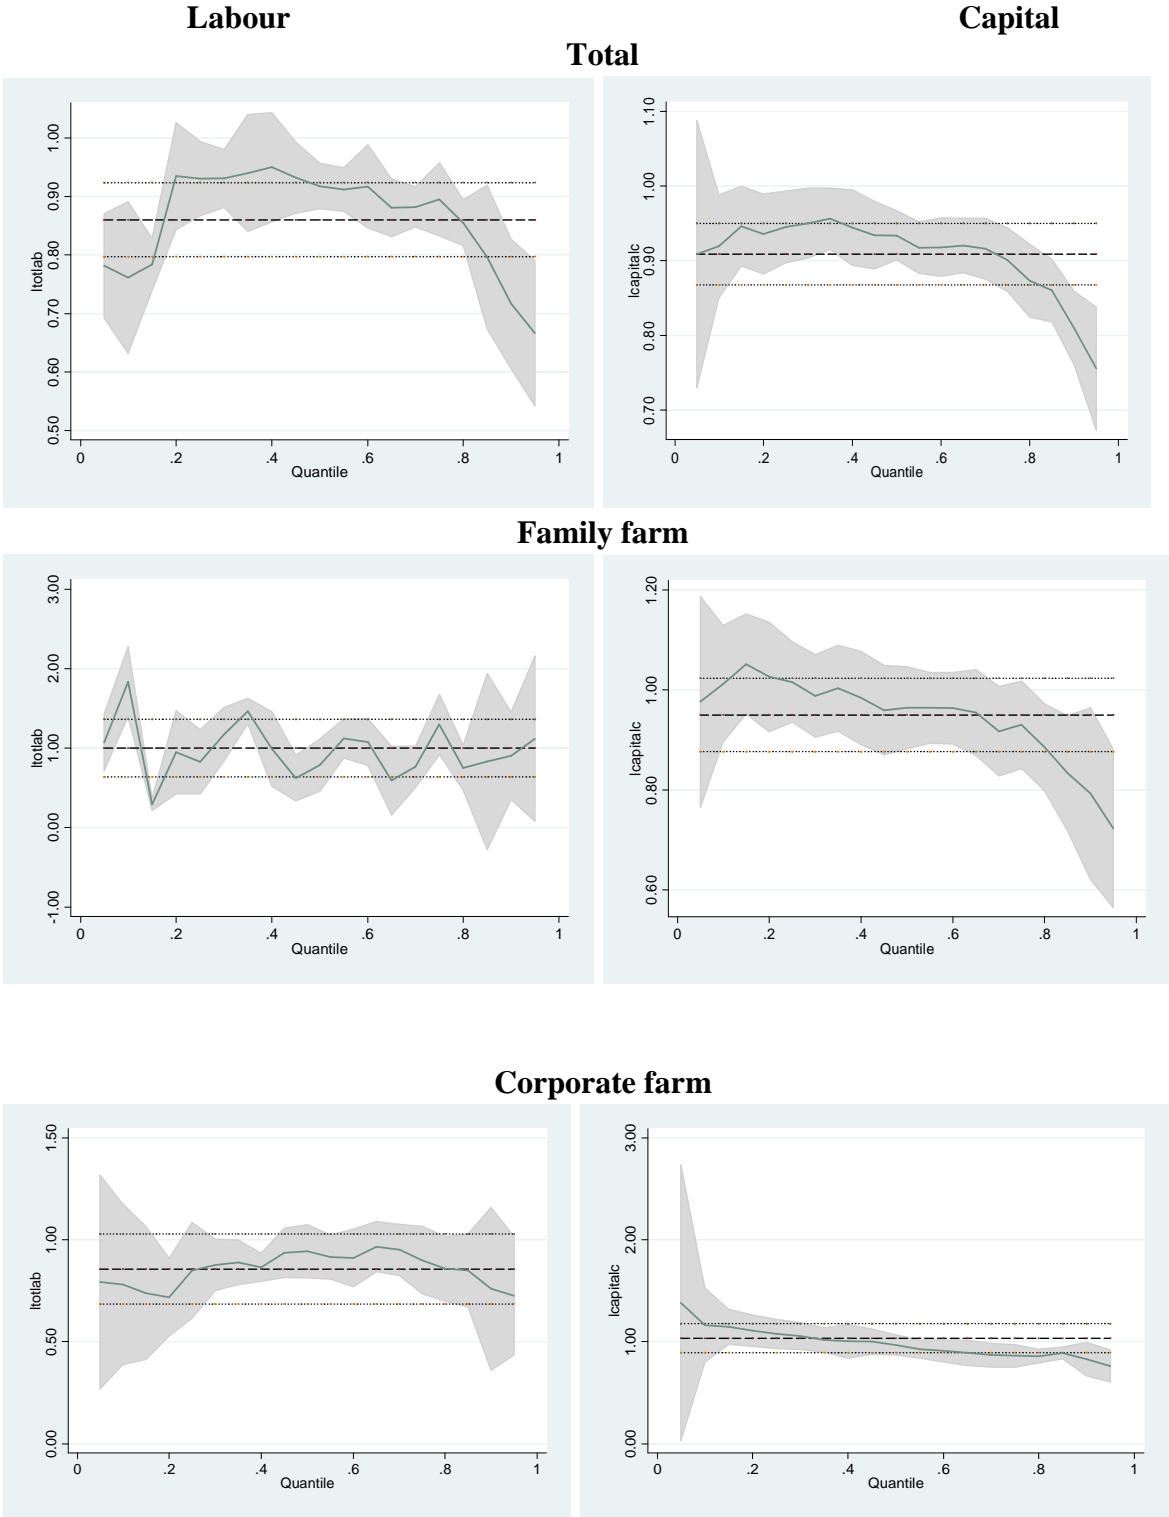 Labour Capital
Total
ltotlab
0.50 0.60 0.70 0.80 0.90 1.00
0 .2 .4 .6 .8 1
Quantile
lcapitalc
0.70 0.80 0.90 1.00 1.10
0 .2 .4 .6 .8 1
Quantile
Family farm
ltotlab
-1.00 0.00 1.00 2.00 3.00
0 .2 .4 .6 .8 1
Quantile
lcapitalc
0.60 0.80 1.00 1.20
0 .2 .4 .6 .8 1
Quantile
Corporate farm
ltotlab
0.00 0.50 1.00 1.50
0 .2 .4 .6 .8 1
Quantile
lcapitalc
0.00 1.00 2.00 3.00
0 .2 .4 .6 .8 1
Quantile